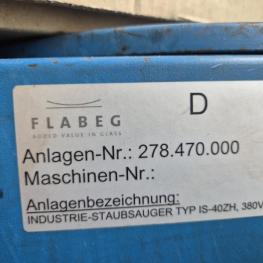 FLABEG
D
ADDED VALUE IN GLASS
Anlagen-Nr.: 278.470.000
Maschinen-Nr.:
Anlagenbezeichnung:
INDUSTRIE-STAUBSAUGER TYP IS-40ZH, 380V